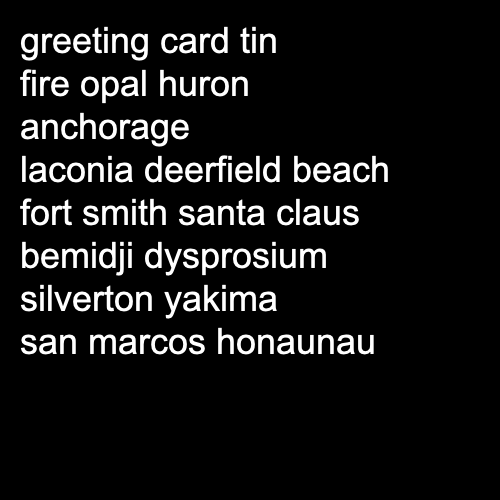 greeting card tin
fire opal huron
anchorage
laconia deerfield beach
fort smith santa claus
bemidji dysprosium
silverton yakima
san marcos honaunau